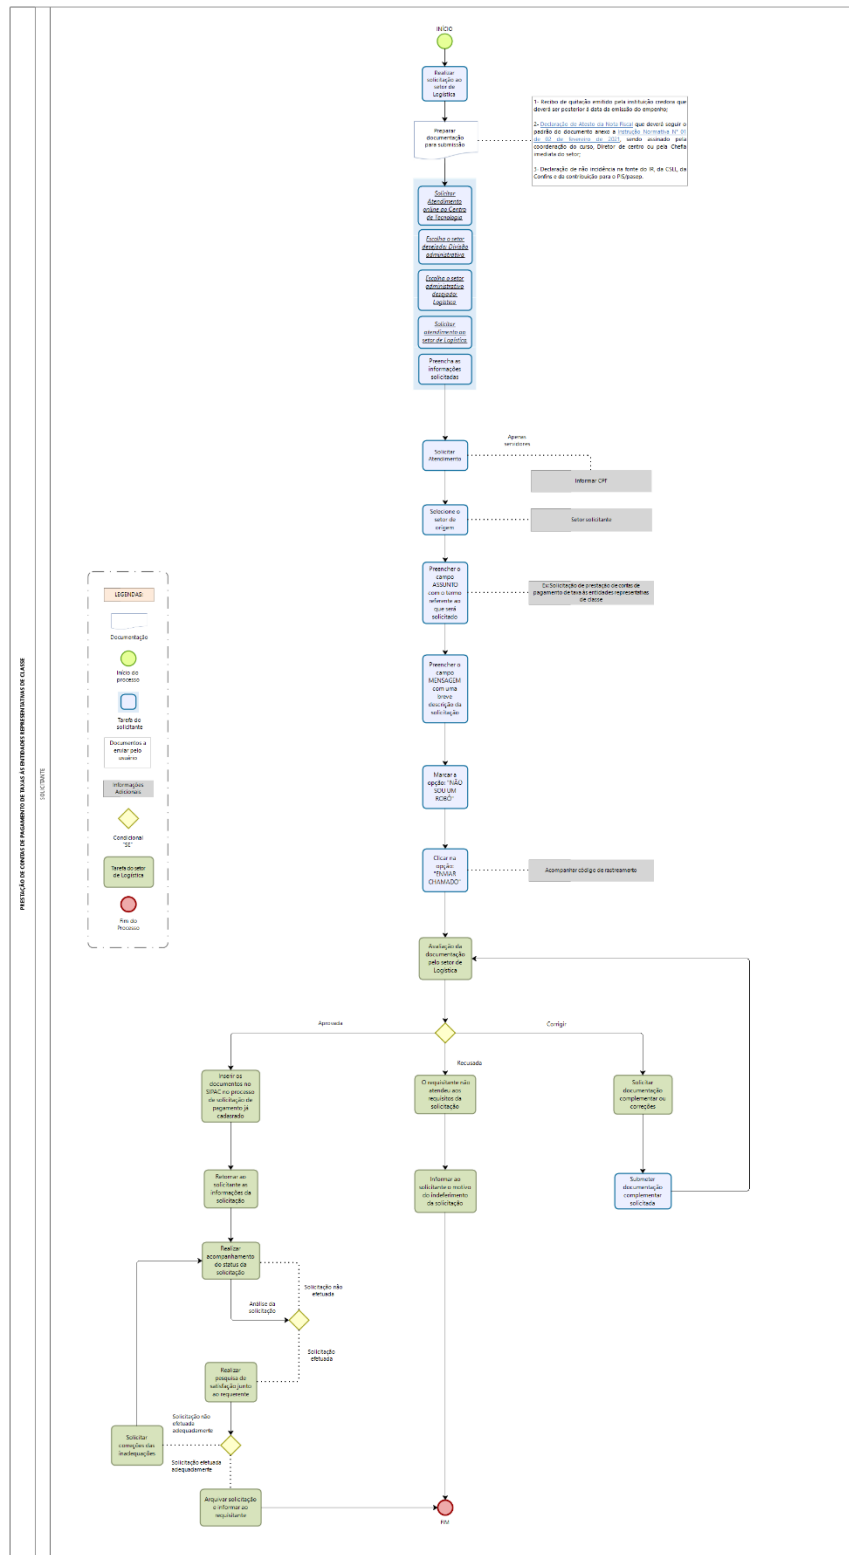 INÍCIO
Realizar
solicitação ao
setor de
Logística
Preparar
documentação
para submissão
1- Recibo de quitação emitido pela instituição credora que
deverá ser posterior à data da emissão do empenho;
2- Declaração de Ateste da Nota Fiscal que deverá seguir o
padrão do documento anexo a Instrução Normativa Nº 01
de 02 de fevereiro de 2021, sendo assinado pela
coordenação do curso, Diretor de centro ou pela Chefia
imediata do setor;
3- Declaração de não incidência na fonte do IR, da CSLL, da
Confins e da contribuição para o PIS/pasep.
Solicitar
Atendimento
online ao Centro
de Tecnologia
Escolha o setor
desejado: Divisão
administrativa
Escolha o setor
administrativo
desejado:
Logística
Solicitar
atendimento ao
setor de Logística
Preencha as
informações
solicitadas
Solicitar
Atendimento
Apenas
servidores
Informar CPF
Selecione o
setor de
origem
Setor solicitante
Preencher o
campo
ASSUNTO
com o termo
referente ao
que será
solicitado
Ex: Solicitação de prestação de contas de
pagamento de taxa às entidades representativas
de classe
Preencher o
campo
MENSAGEM
com uma
breve
descrição da
solicitação
Marcar a
opção: "NÃO
SOU UM
ROBÔ"
Clicar na
opção:
"ENVIAR
CHAMADO"
Acompanhar código de rastreamento
LEGENDAS:
Documentação
Início do
processo
Tarefa do
solicitante
Documentos a
enviar pelo
usuário
Informações
Adicionais
Condicional
"SE"
Tarefa do setor
de Logística
Fim do
Processo
PRESTAÇÃO DE CONTAS DE PAGAMENTO DE TAXAS ÀS ENTIDADES REPRESENTATIVAS DE CLASSE
SOLICITANTE
Avaliação da
documentação
pelo setor de
Logística
Aprovada
Corrigir
Recusada
Inserir os
documentos no
SIPAC no processo
de solicitação de
pagamento já
cadastrado
O requisitante não
atendeu aos
requisitos da
solicitação
Solicitar
documentação
complementar ou
correções
Retornar ao
solicitante as
informações da
solicitação
Informar ao
solicitante o motivo
do indeferimento
da solicitação
Submeter
documentação
complementar
solicitada
Realizar
acompanhamento
do status da
solicitação
Solicitação não
efetuada
Análise da
solicitação
Solicitação
efetuada
Realizar
pesquisa de
satisfação junto
ao requerente
Solicitação não
efetuada
adequadamente
Solicitar
correções das
inadequações
Solicitação efetuada
adequadamente
Arquivar solicitação
e informar ao
requisitante
FIM